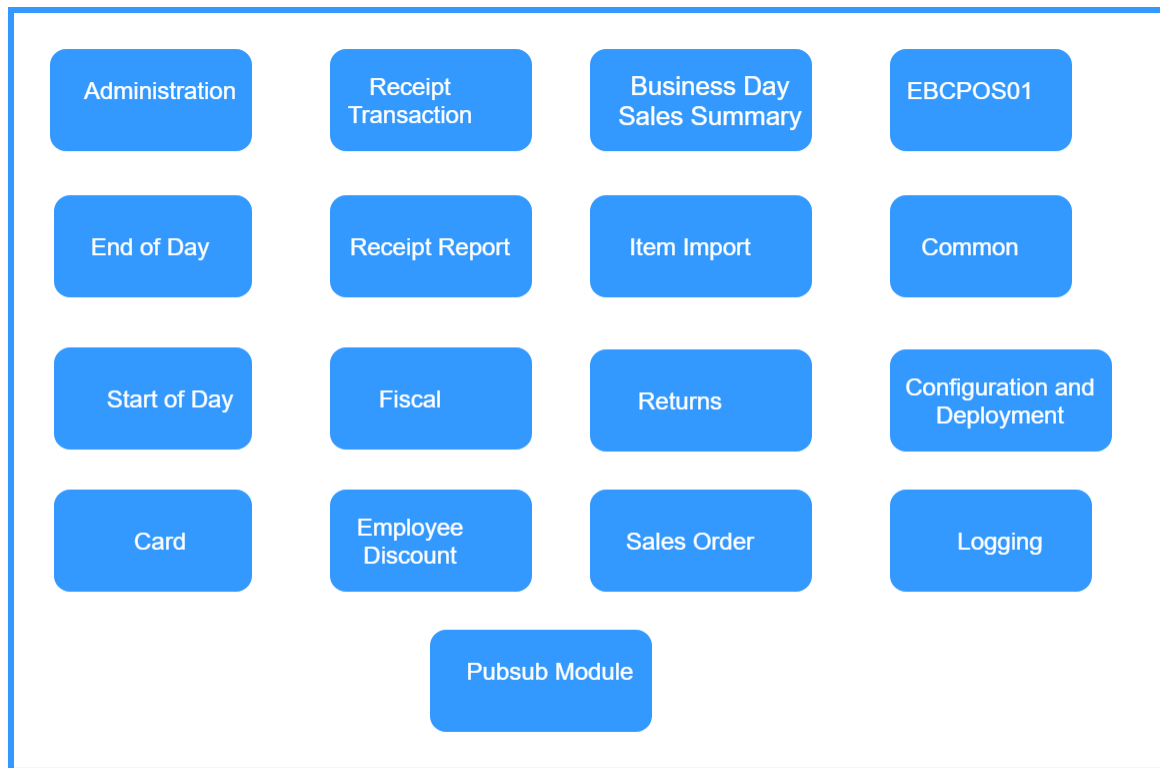 Administration
Receipt
Transaction
Business Day
Sales Summary
EBCPOS01
End of Day
Receipt Report
Item Import
Common
Start of Day
Fiscal
Returns
Configuration and
Deployment
Card
Employee
Discount
Sales Order
Logging
Pubsub Module